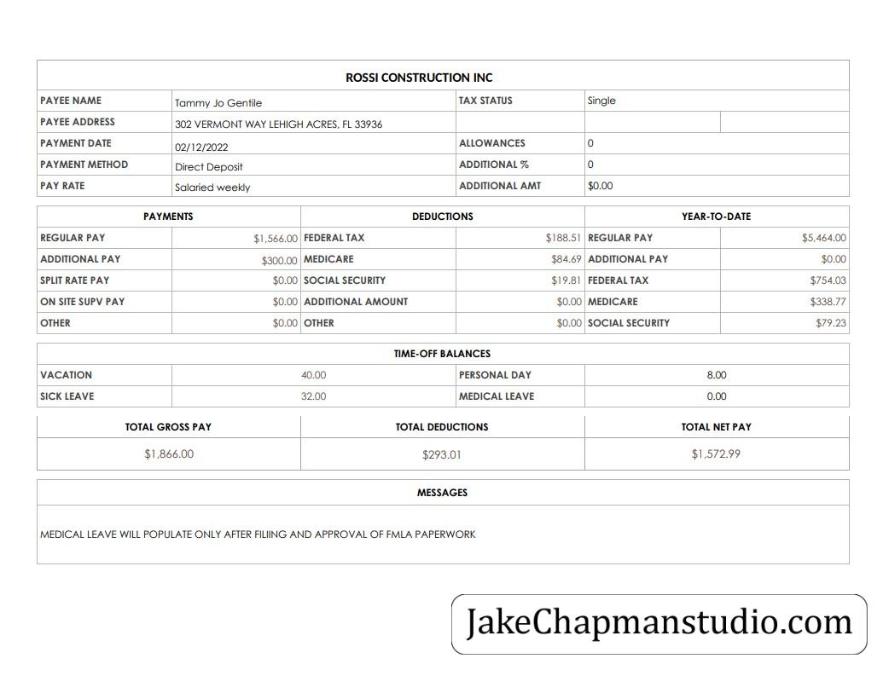 ROSSI CONSTRUCTION INC
PAYEE NAME Tammy Jo Gentile TAX STATUS Single
PAYEE ADDRESS 302 VERMONT WAY LEHIGH ACRES, FL 33936
PAYMENT DATE 02/12/2022 ALLOWANCES 0
PAYMENT METHOD Direct Deposit ADDITIONAL % 0
PAY RATE Salaried weekly ADDITIONAL AMT $0.00
PAYMENTS DEDUCTIONS YEAR-TO-DATE
REGULAR PAY $1,566.00 FEDERAL TAX $188.51 REGULAR PAY $5,464.00
ADDITIONAL PAY $300.00 MEDICARE $84.69 ADDITIONAL PAY $0.00
SPLIT RATE PAY $0.00 SOCIAL SECURITY $19.81 FEDERAL TAX $754.03
ON SITE SUPV PAY $0.00 ADDITIONAL AMOUNT $0.00 MEDICARE $338.77
OTHER $0.00 OTHER $0.00 SOCIAL SECURITY $79.23
TIME-OFF BALANCES
VACATION 40.00 PERSONAL DAY 8.00
SICK LEAVE 32.00 MEDICAL LEAVE 0.00
TOTAL GROSS PAY TOTAL DEDUCTIONS TOTAL NET PAY
$1,866.00 $293.01 $1,572.99
MESSAGES
MEDICAL LEAVE WILL POPULATE ONLY AFTER FILIING AND APPROVAL OF FMLA PAPERWORK
JakeChapmanstudio.com